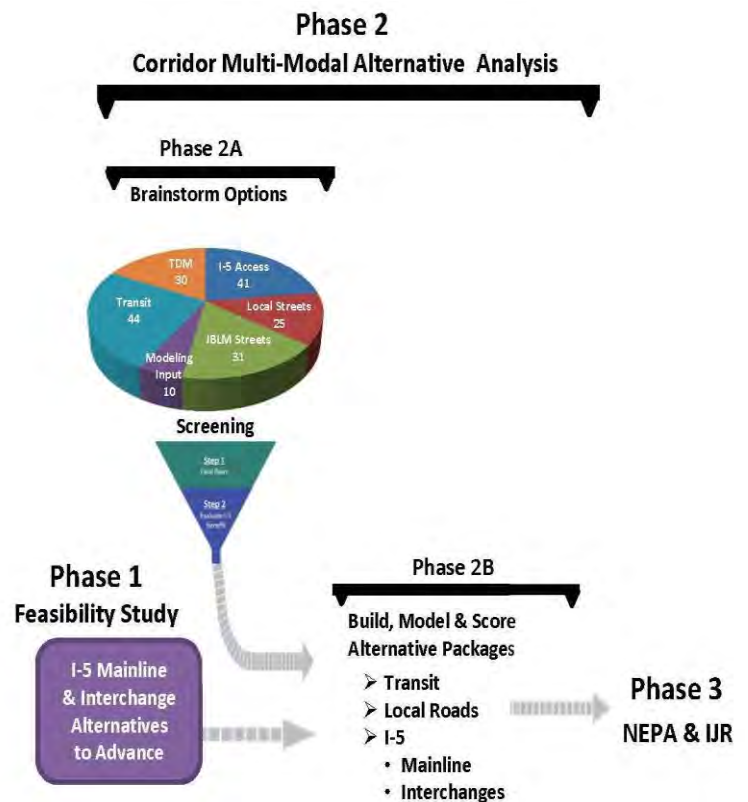 Phase 2
Corridor Multi-Modal Alternative Analysis
Phase 2A
Brainstorm Options
TDM
30
I-5 Access
41
Transit
44
Local Streets
25
JBLM Streets
31
Modeling
Input
10
Screening
Step 1
Step 2
Phase 1
Feasibility Study
I-5 Mainline
& Interchange
Alternatives
to Advance
Phase 2B
Build, Model & Score
Alternative Packages
➢ Transit
➢ Local Roads
➢ I-5
• Mainline
• Interchanges
Phase 3
NEPA & IJR